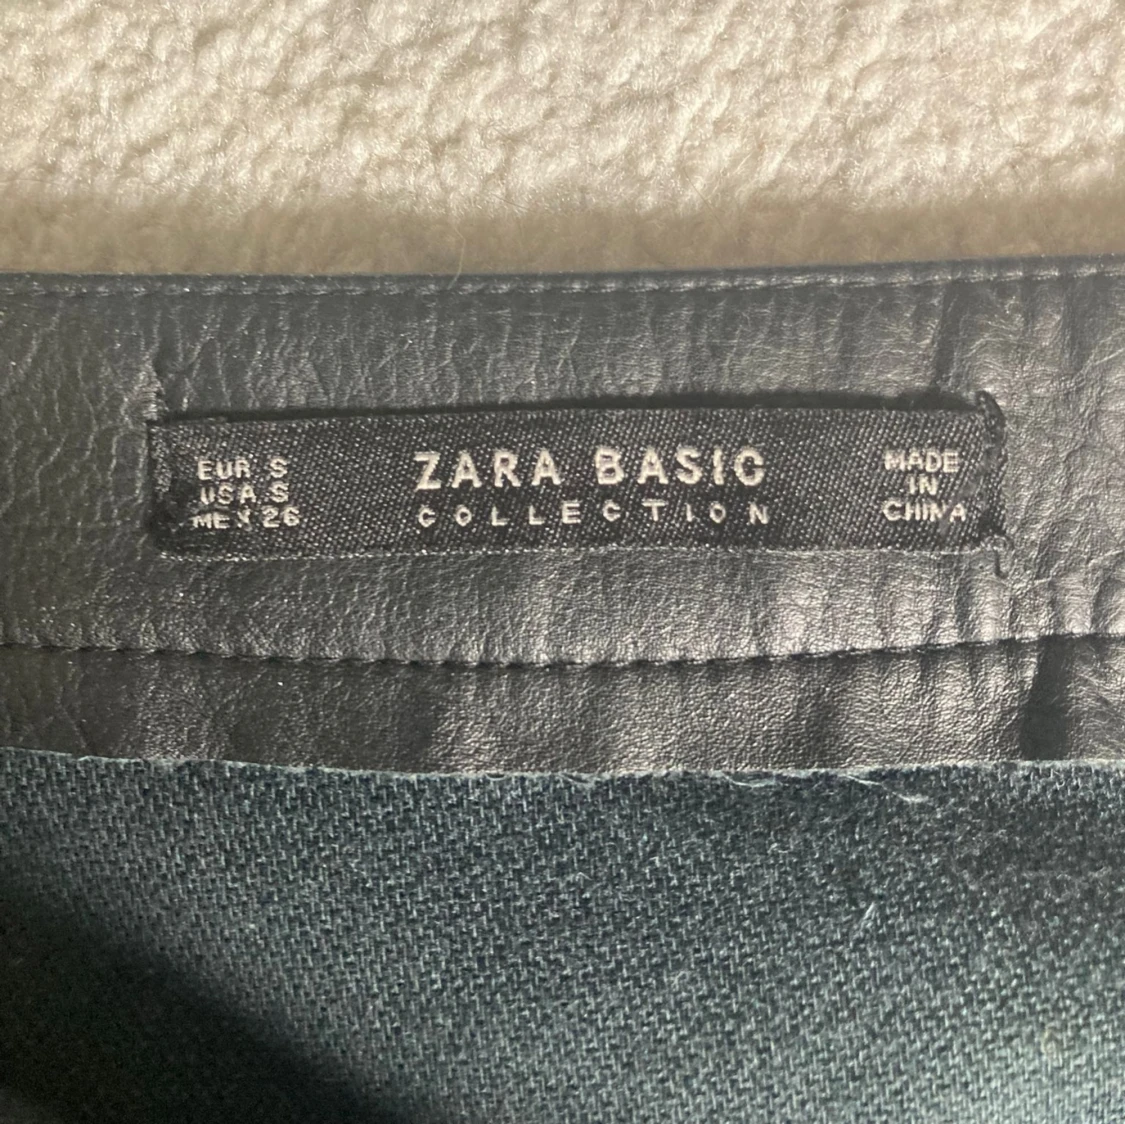 EUR S
USA S
MEX 26
ZARA BASIC
COLLECTION
MADE
IN
CHINA